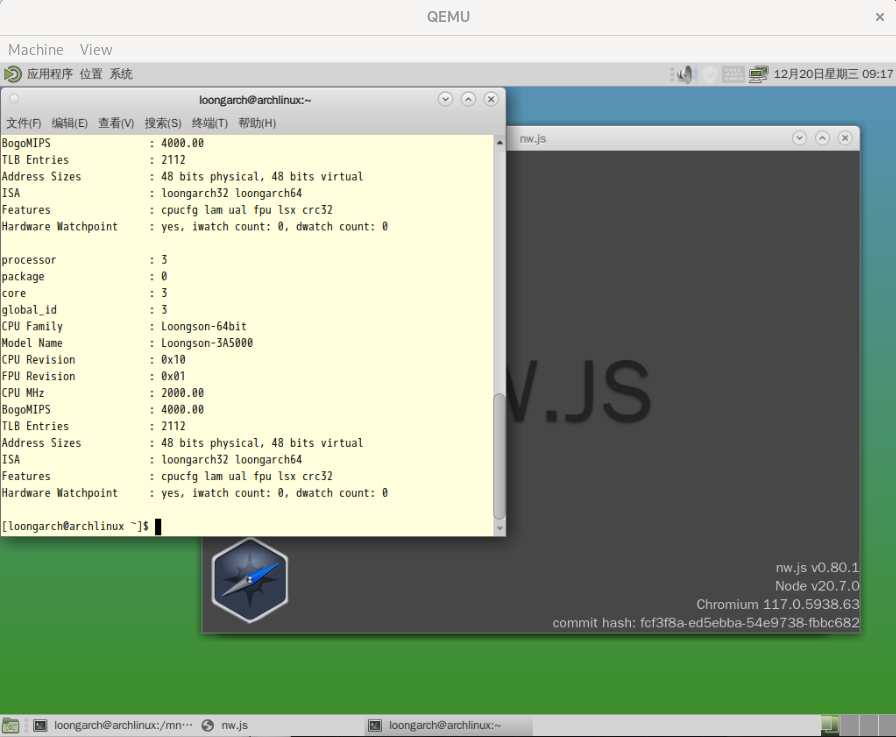 QEMU
Machine View
应用程序 位置 系统
12月20日星期三 09:17
loongarch@archlinux:~
文件(F) 编辑(E) 查看(V) 搜索(S) 终端(T) 帮助(H)
BogoMIPS : 4000.00
TLB Entries : 2112
Address Sizes : 48 bits physical, 48 bits virtual
ISA : loongarch32 loongarch64
Features : cpucfg lam ual fpu lsx crc32
Hardware Watchpoint : yes, iwatch count: 0, dwatch count: 0
processor : 3
package : 0
core : 3
global_id : 3
CPU Family : Loongson-64bit
Model Name : Loongson-3A5000
CPU Revision : 0x10
FPU Revision : 0x01
CPU MHz : 2000.00
BogoMIPS : 4000.00
TLB Entries : 2112
Address Sizes : 48 bits physical, 48 bits virtual
ISA : loongarch32 loongarch64
Features : cpucfg lam ual fpu lsx crc32
Hardware Watchpoint : yes, iwatch count: 0, dwatch count: 0
[loongarch@archlinux ~]$
nw.js
W.JS
nw.js v0.80.1
Node v20.7.0
Chromium 117.0.5938.63
commit hash: fcf3f8a-ed5ebba-54e9738-fbbc682
loongarch@archlinux:/mn… nw.js loongarch@archlinux:~